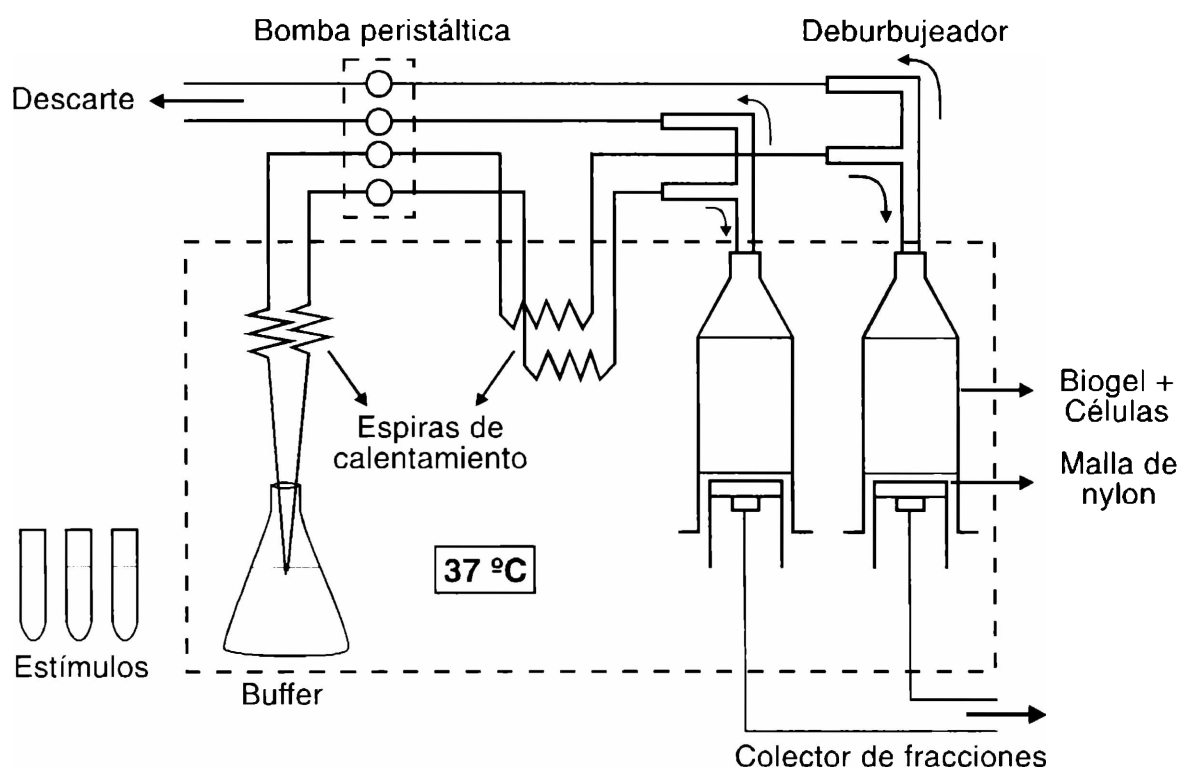 Bomba peristáltica
Deburbujeador
Descarte
Espiras de
calentamiento
Biogel +
Células
Malla de
nylon
37 ºC
Estímulos
Buffer
Colector de fracciones